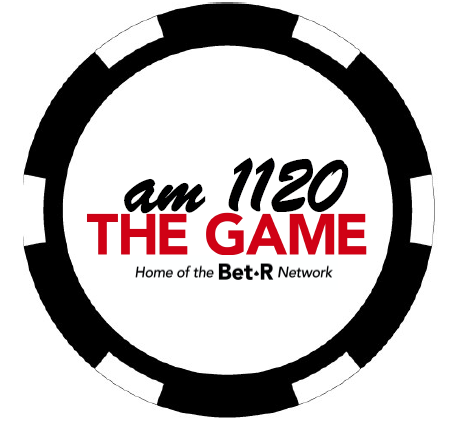 am 1120
THE GAME
Home of the Bet♠R Network